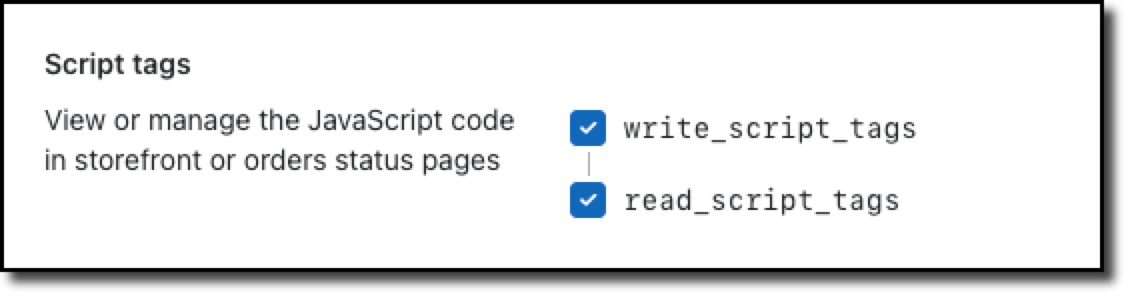 Script tags
View or manage the JavaScript code
in storefront or orders status pages
write_script_tags
read_script_tags